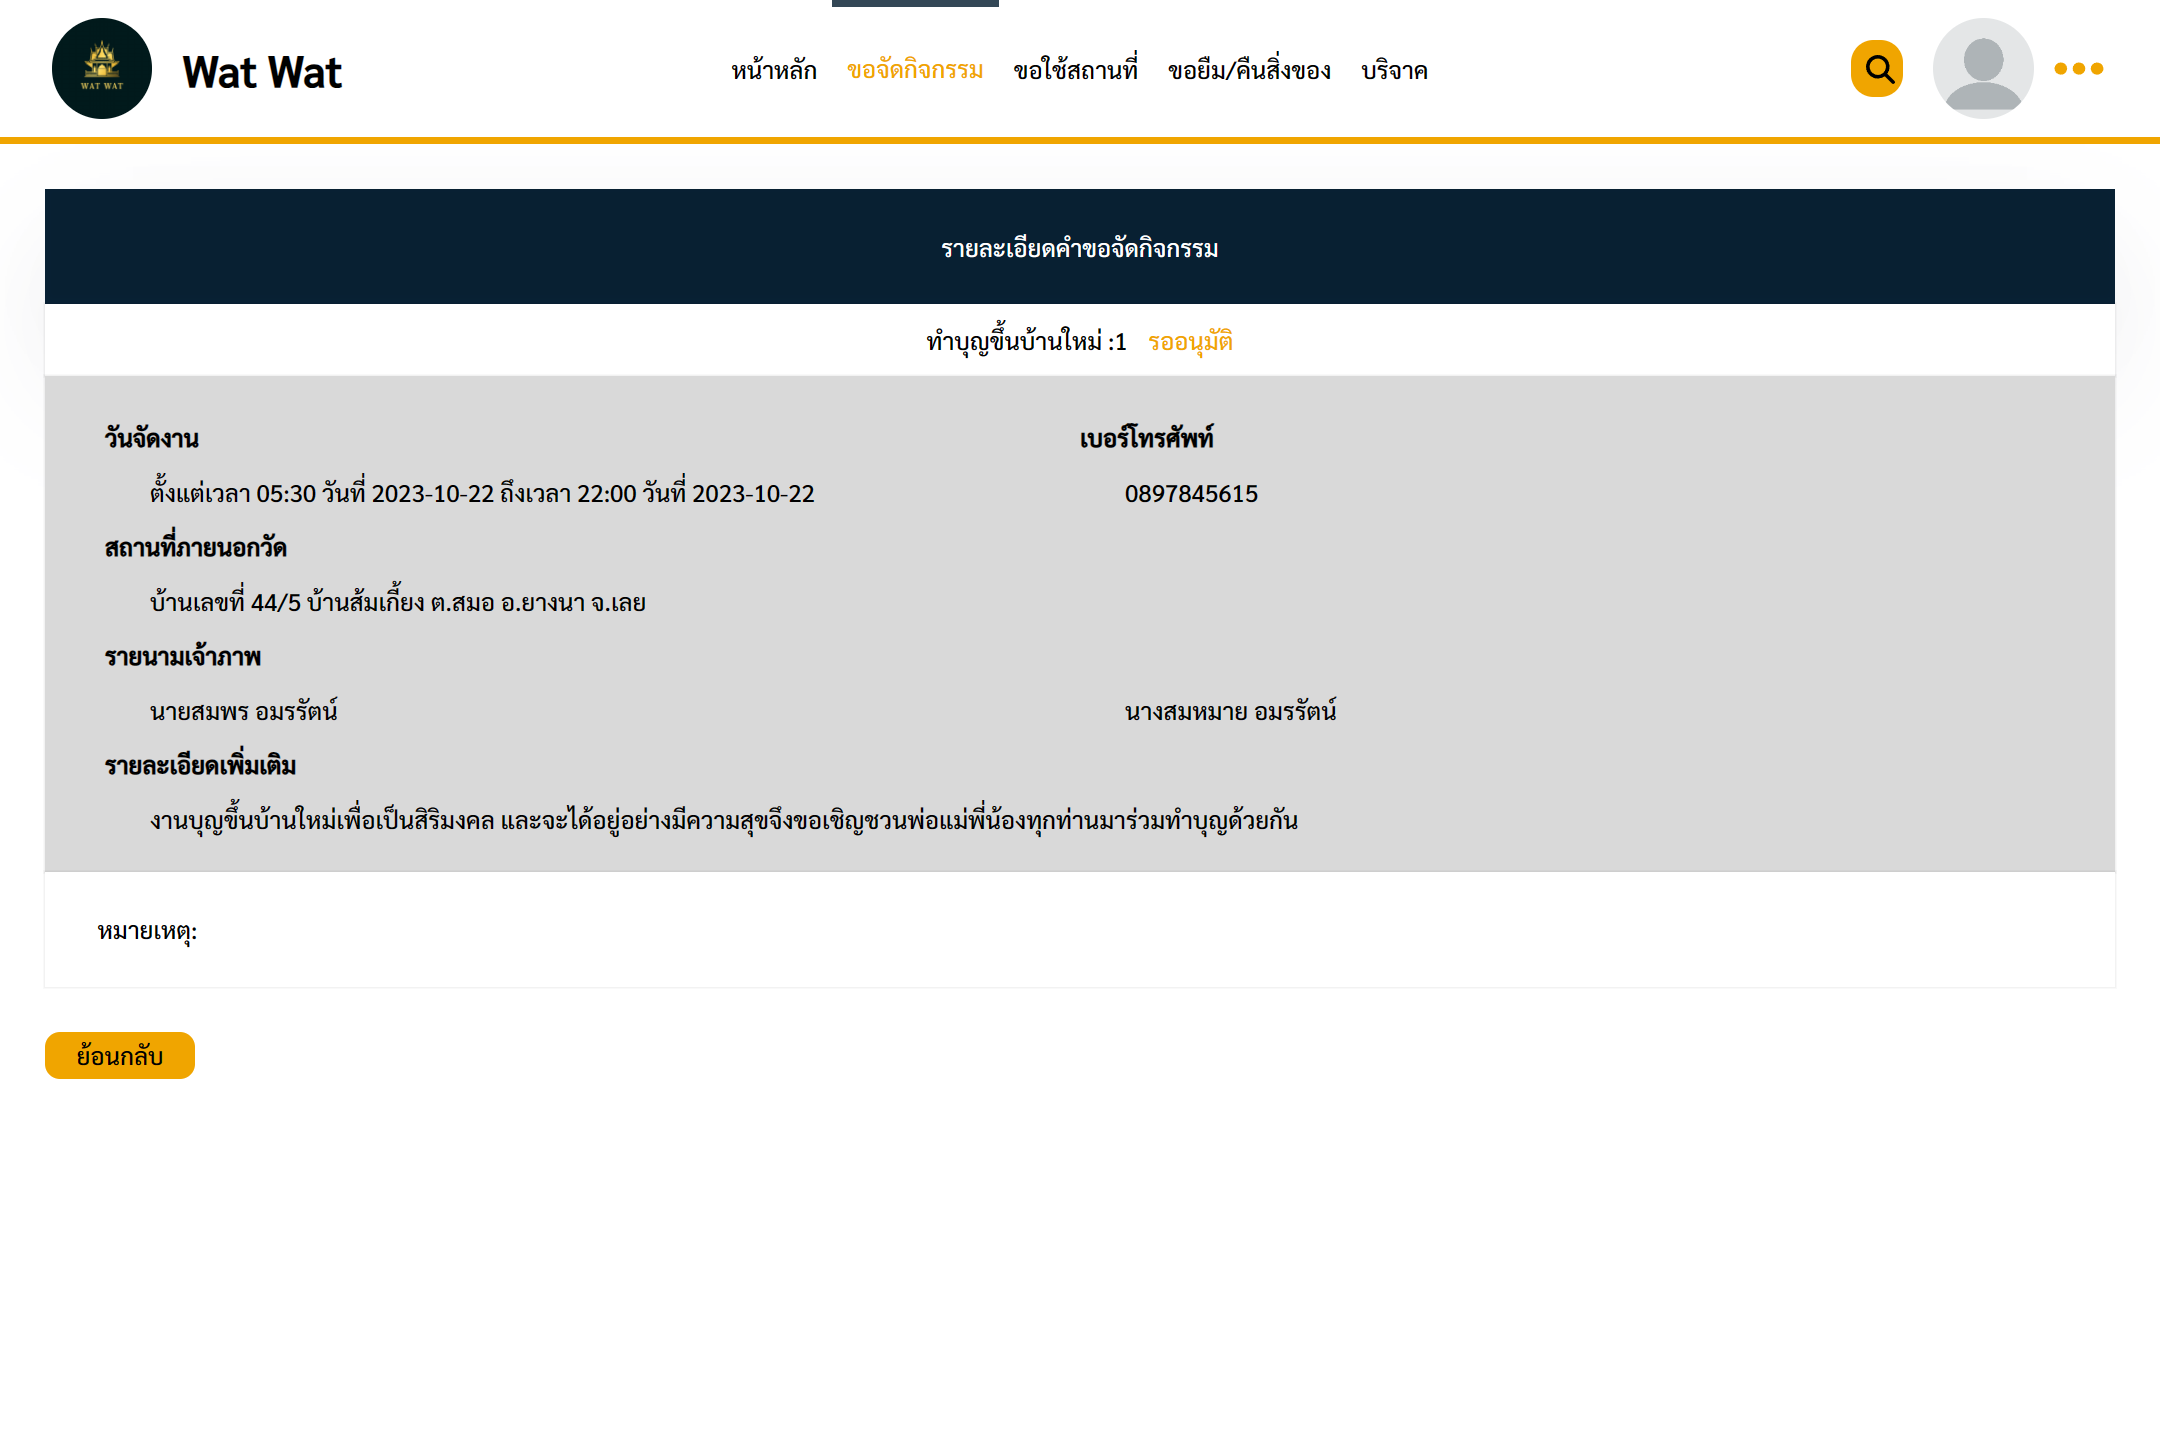 WAT WAT
Wat Wat
หน้าหลัก ขอจัดกิจกรรม ขอใช้สถานที่ ขอยืม/คืนสิ่งของ บริจาค
รายละเอียดคำขอจัดกิจกรรม
ทำบุญขึ้นบ้านใหม่ :1 รออนุมัติ
วันจัดงาน เบอร์โทรศัพท์
ตั้งแต่เวลา 05:30 วันที่ 2023-10-22 ถึงเวลา 22:00 วันที่ 2023-10-22 0897845615
สถานที่ภายนอกวัด
บ้านเลขที่ 44/5 บ้านส้มเกี้ยง ต.สมอ อ.ยางนา จ.เลย
รายนามเจ้าภาพ
นายสมพร อมรรัตน์ นางสมหมาย อมรรัตน์
รายละเอียดเพิ่มเติม
งานบุญขึ้นบ้านใหม่เพื่อเป็นสิริมงคล และจะได้อยู่อย่างมีความสุขจึงขอเชิญชวนพ่อแม่พี่น้องทุกท่านมาร่วมทำบุญด้วยกัน
หมายเหตุ:
ย้อนกลับ